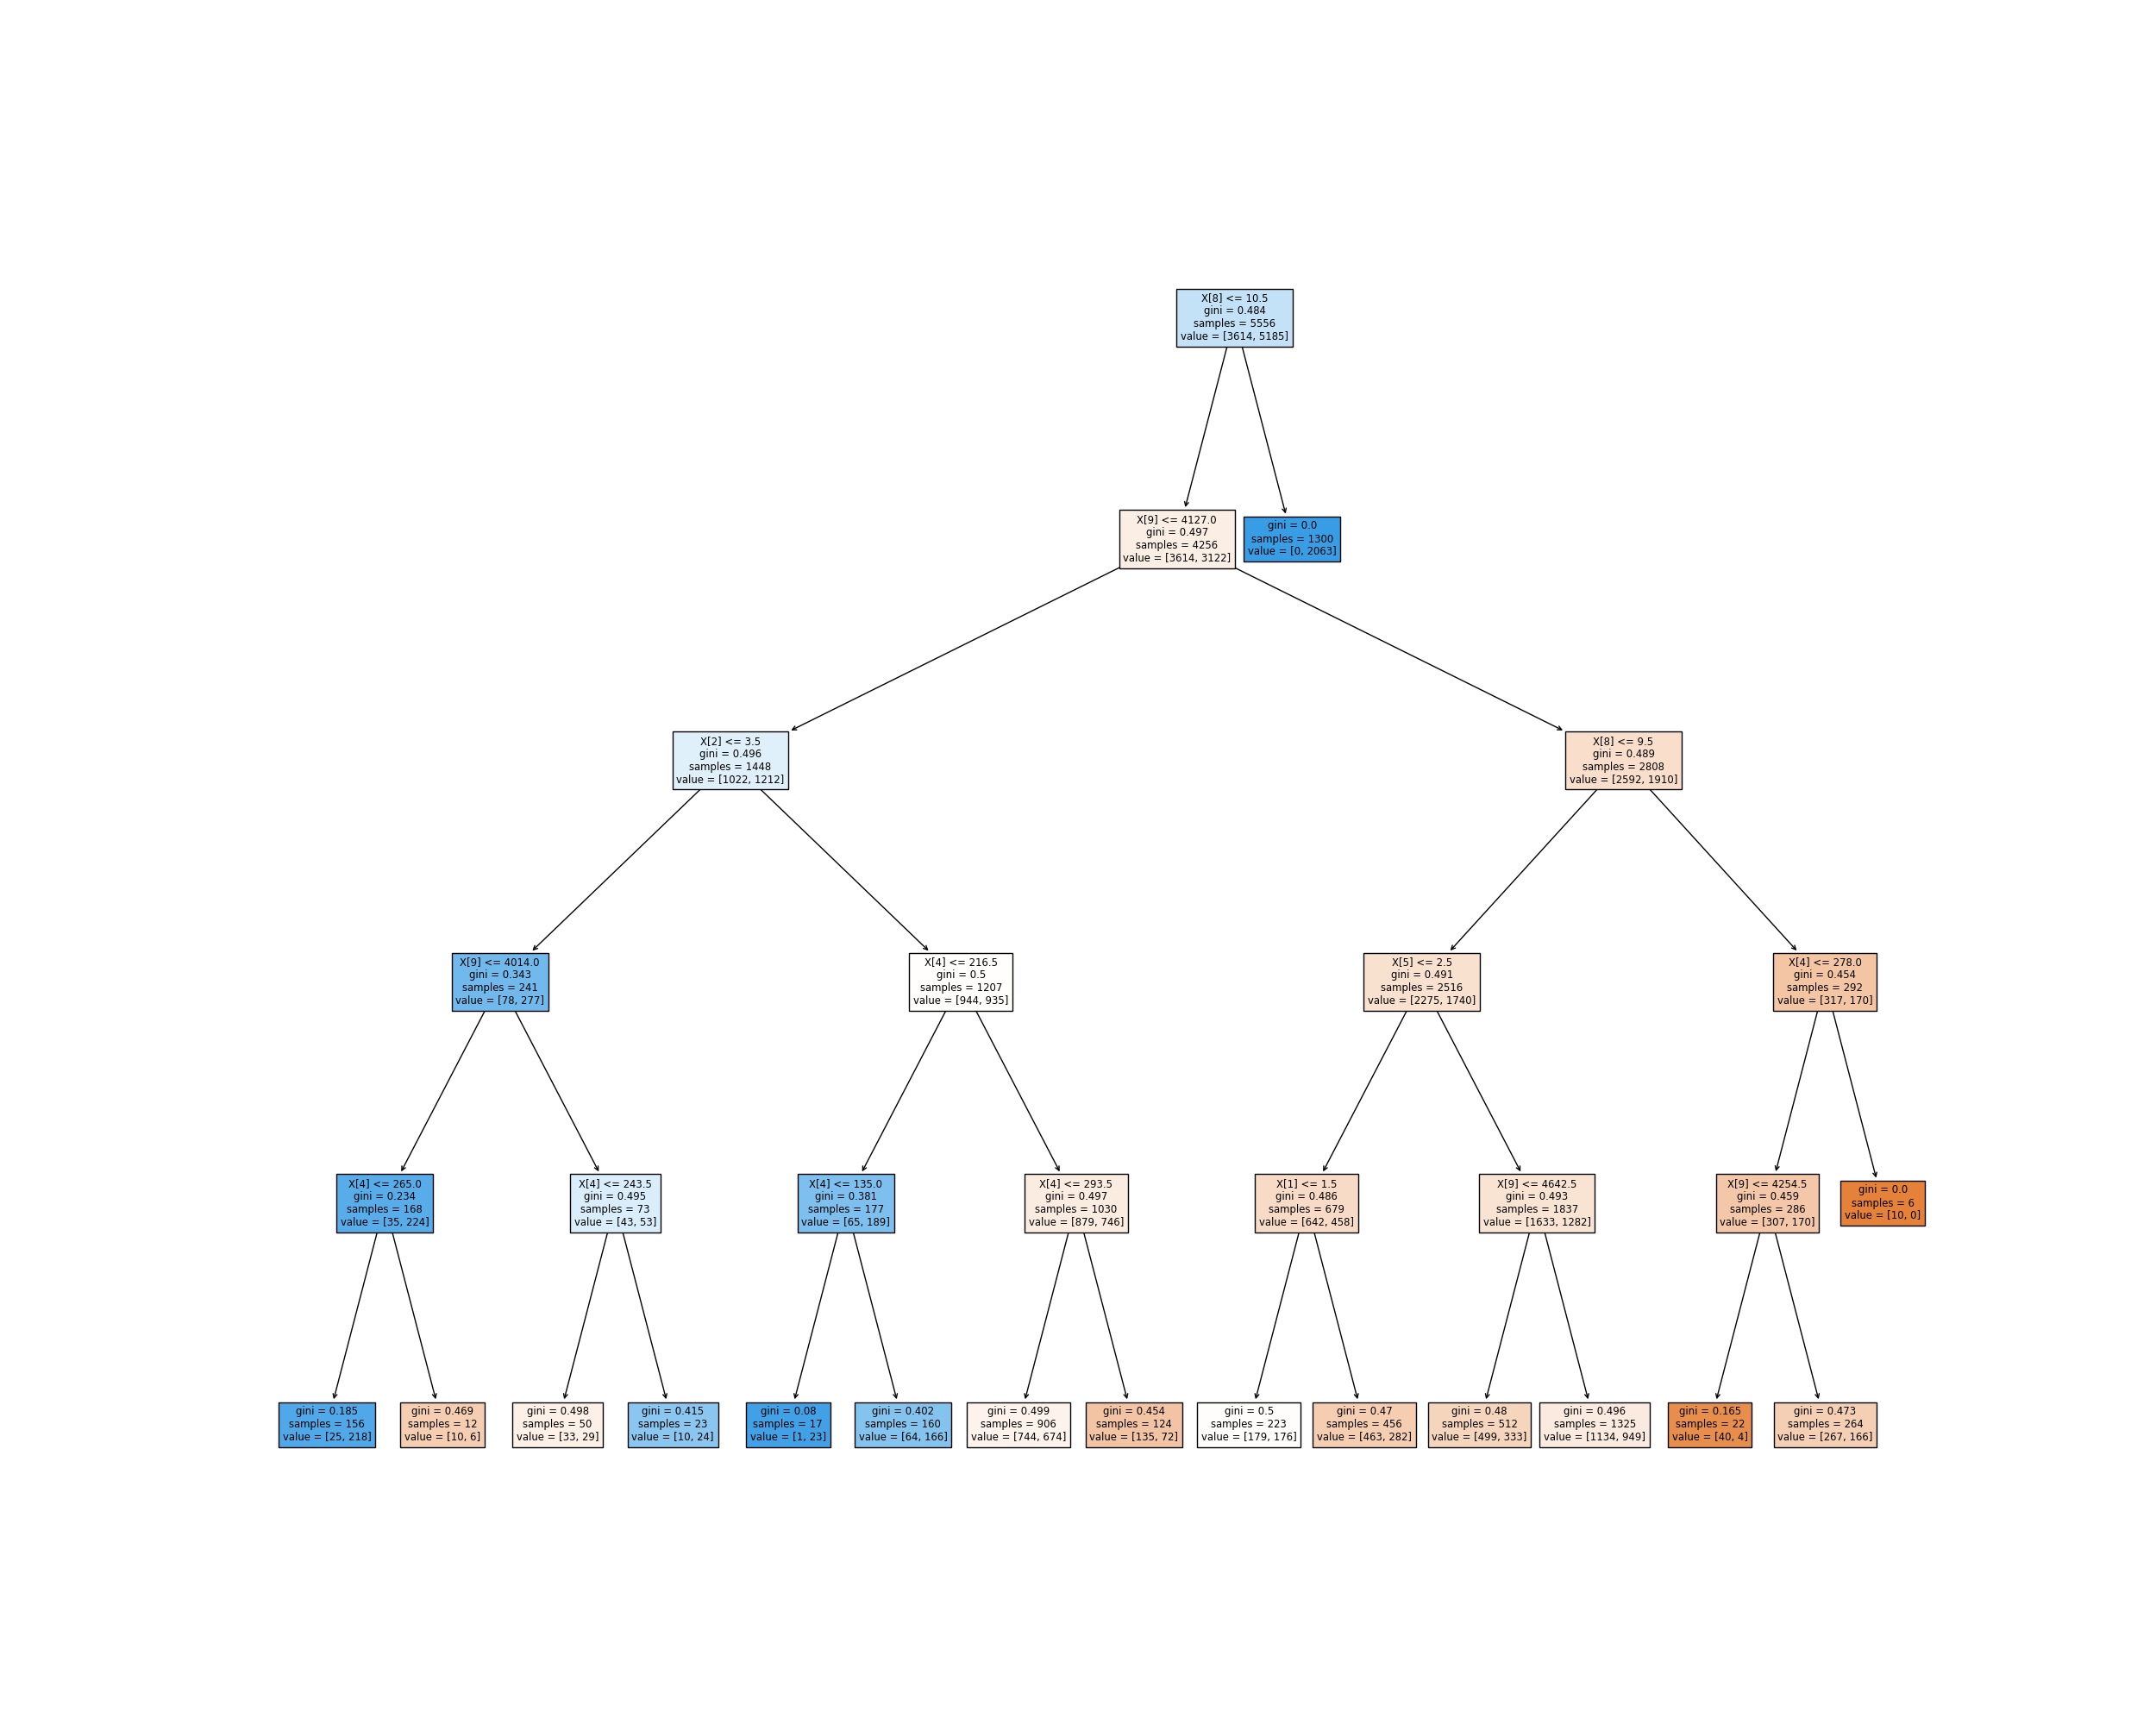 X[8] <= 10.5
gini = 0.484
samples = 5556
value = [3614, 5185]
X[9] <= 4127.0
gini = 0.497
samples = 4256
value = [3614, 3122]
gini = 0.0
samples = 1300
value = [0, 2063]
X[2] <= 3.5
gini = 0.496
samples = 1448
value = [1022, 1212]
X[8] <= 9.5
gini = 0.489
samples = 2808
value = [2592, 1910]
X[9] <= 4014.0
gini = 0.343
samples = 241
value = [78, 277]
X[4] <= 216.5
gini = 0.5
samples = 1207
value = [944, 935]
X[5] <= 2.5
gini = 0.491
samples = 2516
value = [2275, 1740]
X[4] <= 278.0
gini = 0.454
samples = 292
value = [317, 170]
X[4] <= 265.0
gini = 0.234
samples = 168
value = [35, 224]
X[4] <= 243.5
gini = 0.495
samples = 73
value = [43, 53]
X[4] <= 135.0
gini = 0.381
samples = 177
value = [65, 189]
X[4] <= 293.5
gini = 0.497
samples = 1030
value = [879, 746]
X[1] <= 1.5
gini = 0.486
samples = 679
value = [642, 458]
X[9] <= 4642.5
gini = 0.493
samples = 1837
value = [1633, 1282]
X[9] <= 4254.5
gini = 0.459
samples = 286
value = [307, 170]
gini = 0.0
samples = 6
value = [10, 0]
gini = 0.185
samples = 156
value = [25, 218]
gini = 0.469
samples = 12
value = [10, 6]
gini = 0.498
samples = 50
value = [33, 29]
gini = 0.415
samples = 23
value = [10, 24]
gini = 0.08
samples = 17
value = [1, 23]
gini = 0.402
samples = 160
value = [64, 166]
gini = 0.499
samples = 906
value = [744, 674]
gini = 0.454
samples = 124
value = [135, 72]
gini = 0.5
samples = 223
value = [179, 176]
gini = 0.47
samples = 456
value = [463, 282]
gini = 0.48
samples = 512
value = [499, 333]
gini = 0.496
samples = 1325
value = [1134, 949]
gini = 0.165
samples = 22
value = [40, 4]
gini = 0.473
samples = 264
value = [267, 166]